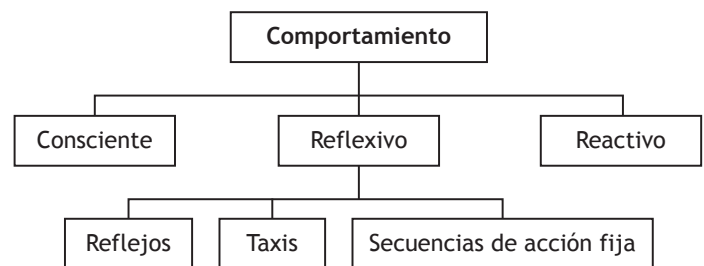 Comportamiento
Consciente
Reflexivo
Reactivo
Reflejos
Taxis
Secuencias de acción fija